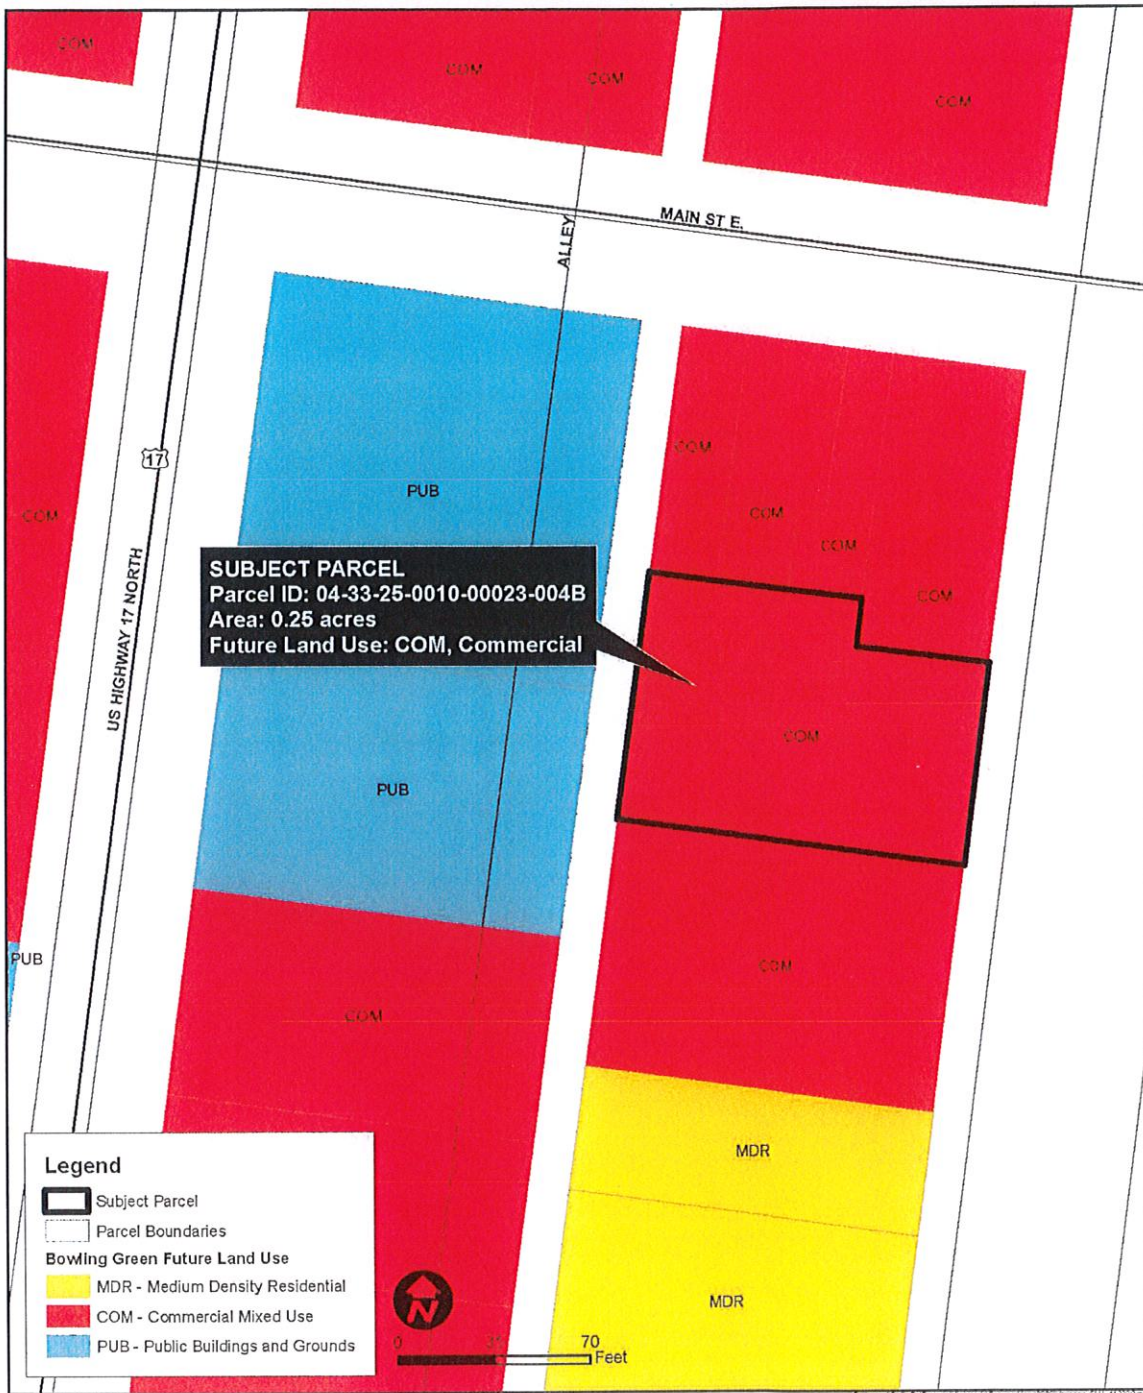 COM
COM
COM
COM
MAIN ST E.
ALLEY
17
US HIGHWAY 17 NORTH
COM
PUB
COM
COM
COM
COM
SUBJECT PARCEL
Parcel ID: 04-33-25-0010-00023-004B
Area: 0.25 acres
Future Land Use: COM, Commercial
COM
PUB
PUB
COM
COM
MDR
MDR
Legend
Subject Parcel
Parcel Boundaries
Bowling Green Future Land Use
MDR - Medium Density Residential
COM - Commercial Mixed Use
PUB - Public Buildings and Grounds
N
0 35 70
Feet